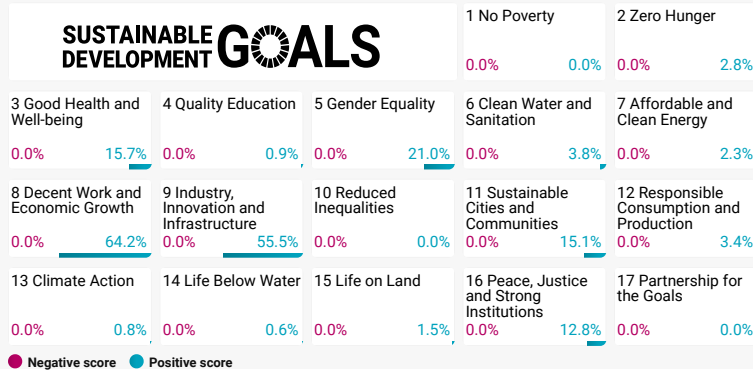 SUSTAINABLE
DEVELOPMENT
GOALS
1 No Poverty
0.0% 0.0%
2 Zero Hunger
0.0% 2.8%
3 Good Health and
Well-being
0.0% 15.7%
4 Quality Education
0.0% 0.9%
5 Gender Equality
0.0% 21.0%
6 Clean Water and
Sanitation
0.0% 3.8%
7 Affordable and
Clean Energy
0.0% 2.3%
8 Decent Work and
Economic Growth
0.0% 64.2%
9 Industry,
Innovation and
Infrastructure
0.0% 55.5%
10 Reduced
Inequalities
0.0% 0.0%
11 Sustainable
Cities and
Communities
0.0% 15.1%
12 Responsible
Consumption and
Production
0.0% 3.4%
13 Climate Action
0.0% 0.8%
14 Life Below Water
0.0% 0.6%
15 Life on Land
0.0% 1.5%
16 Peace, Justice
and Strong
Institutions
0.0% 12.8%
17 Partnership for
the Goals
0.0% 0.0%
Negative score Positive score